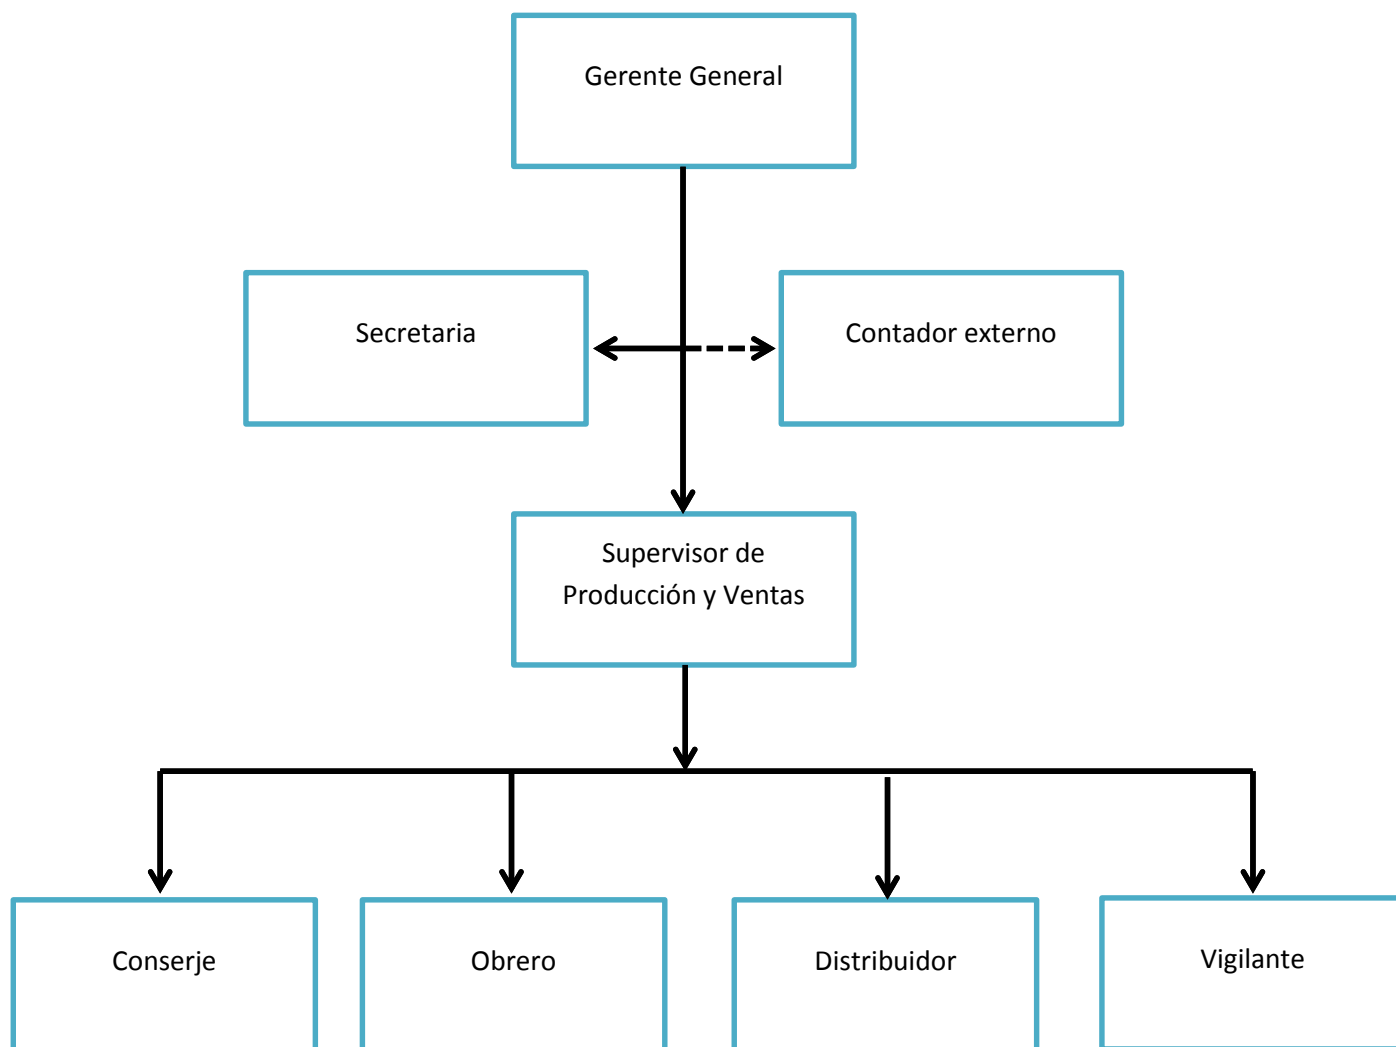 Gerente General
Secretaria
Contador externo
Supervisor de
Producción y Ventas
Conserje
Obrero
Distribuidor
Vigilante